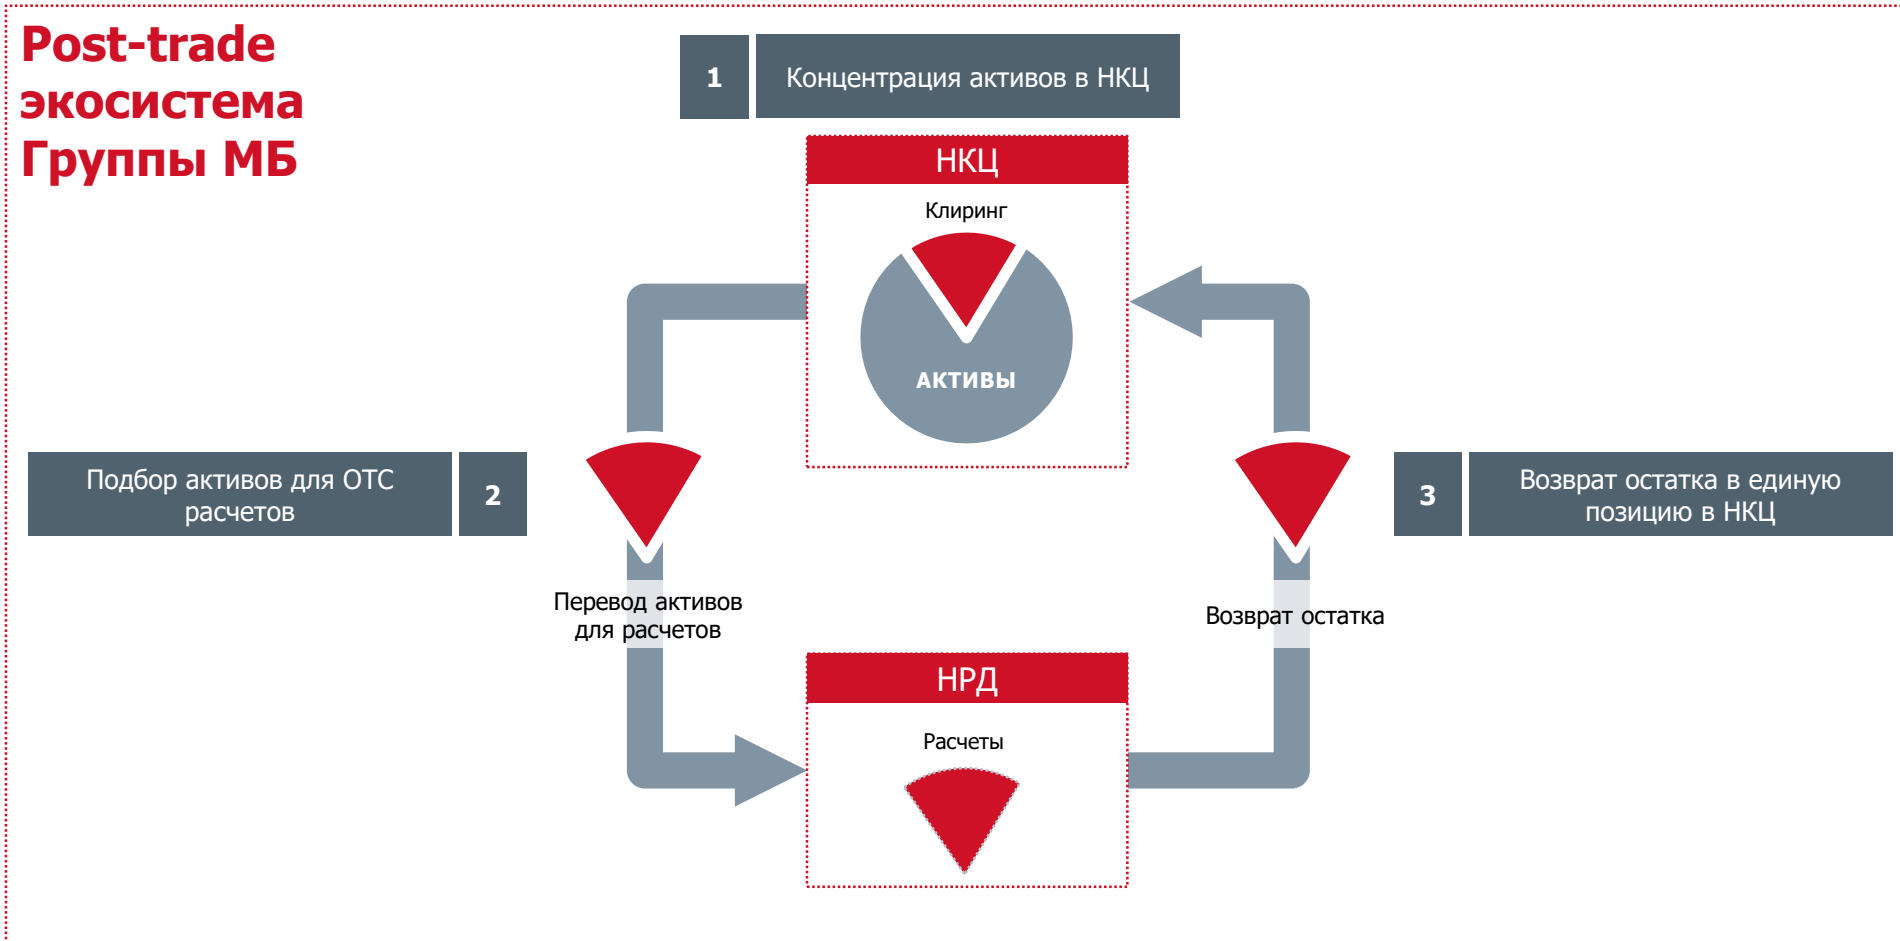 Post-trade
экосистема
Группы МБ
1
Концентрация активов в НКЦ
НКЦ
Клиринг
АКТИВЫ
Подбор активов для ОТС
расчетов
2
3
Возврат остатка в единую
позицию в НКЦ
Перевод активов
для расчетов
Возврат остатка
НРД
Расчеты